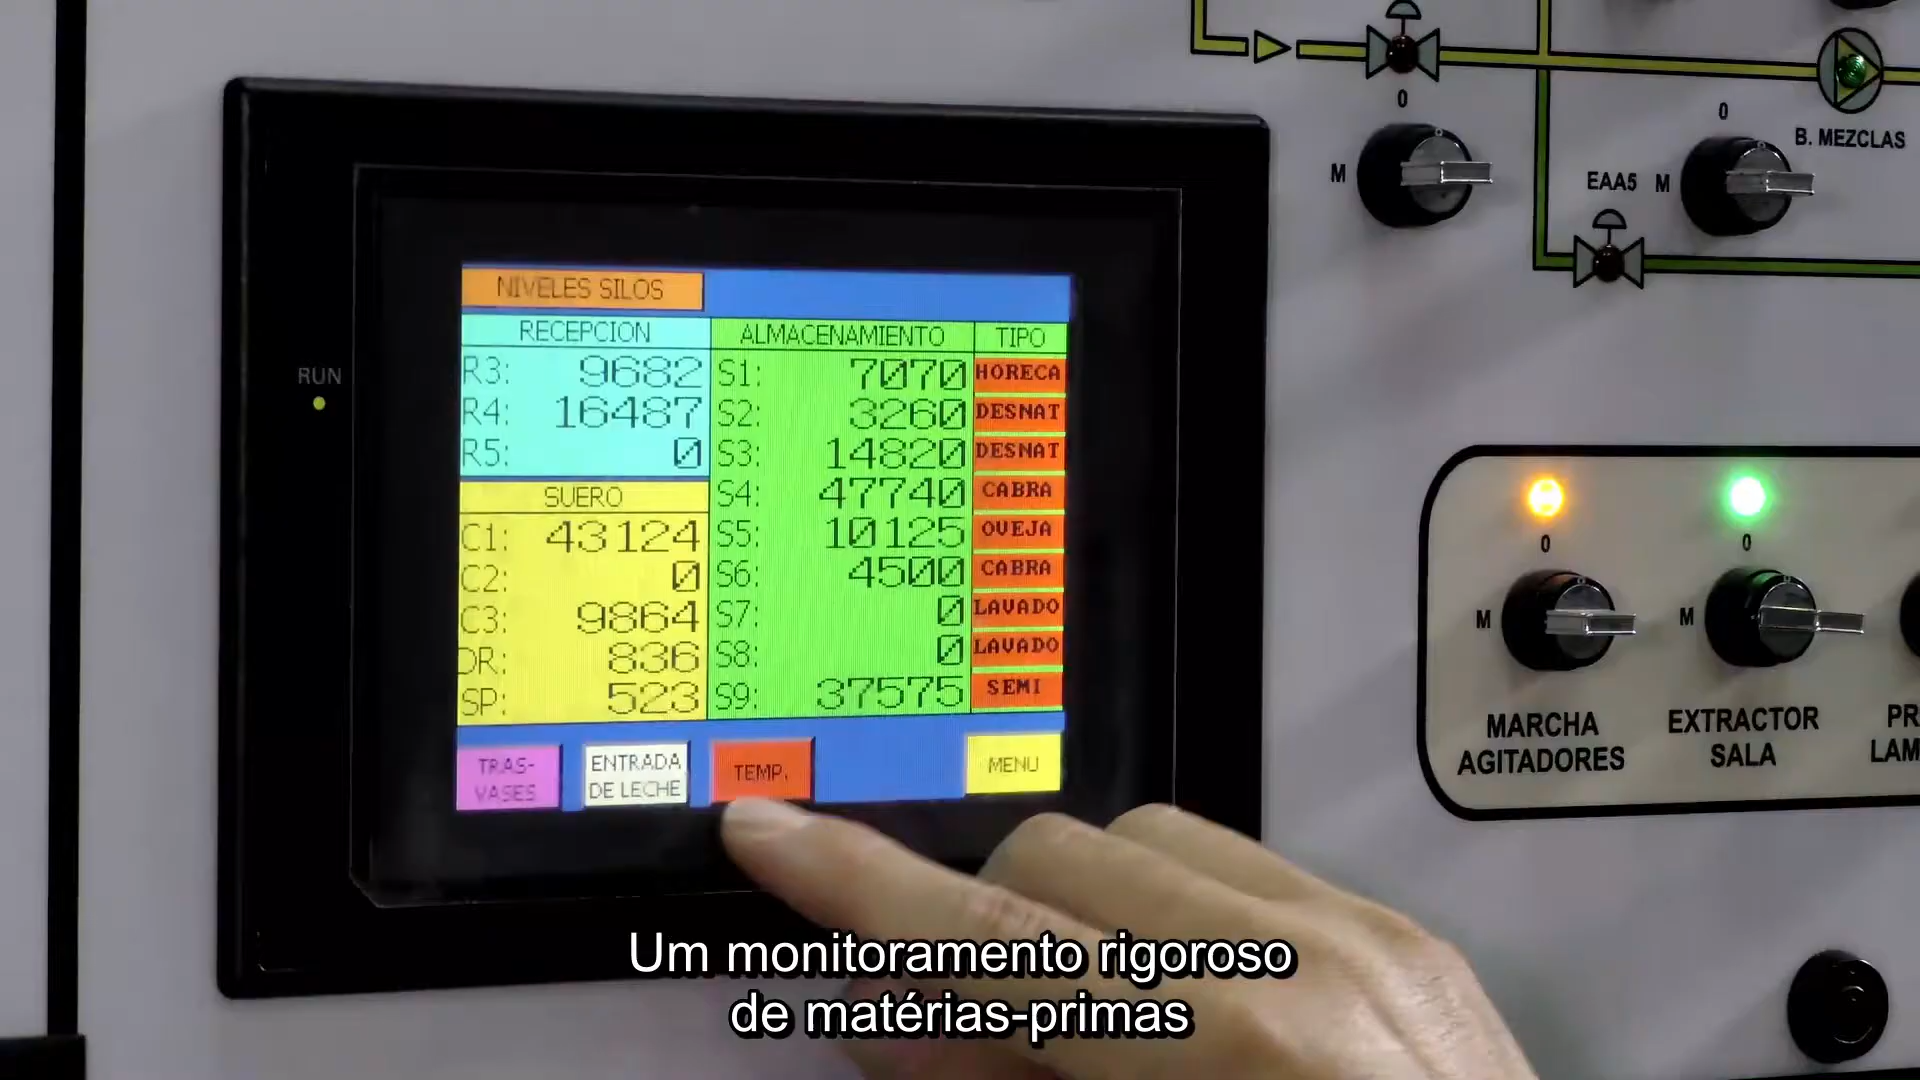 0
0
B. MEZCLAS
M
EAA5
M
RUN
NIVELES SILOS
RECEPCION
R3: 9682
R4: 16487
R5: 0
SUERO
C1: 43124
C2: 0
C3: 9864
DR: 836
SP: 523
ALMACENAMIENTO TIPO
S1: 7070 HORECA
S2: 3260 DESNAT
S3: 14820 DESNAT
S4: 47740 CABRA
S5: 10125 OVEJA
S6: 4500 CABRA
S7: 0 LAVADO
S8: 0 LAVADO
S9: 37575 SEMI
TRAS-
VASES
ENTRADA
DE LECHE
TEMP.
MENU
0
0
M
M
MARCHA
AGITADORES
EXTRACTOR
SALA
PR
LAM
Um monitoramento rigoroso
de matérias-primas